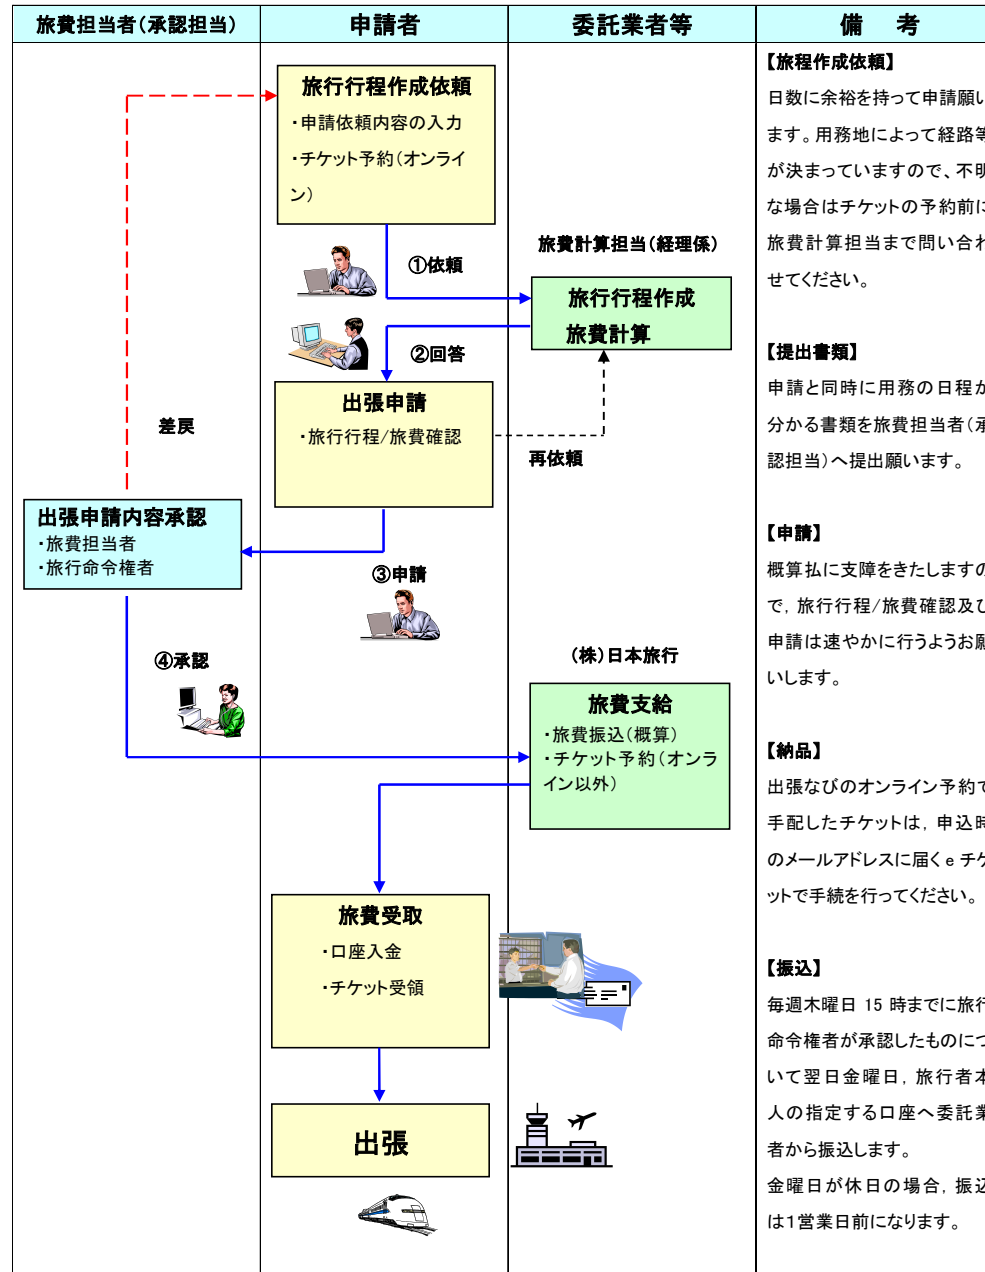 旅費担当者（承認担当）
申請者
委託業者等
備　考
旅行行程作成依頼
・申請依頼内容の入力
・チケット予約（オンライ
ン）
①依頼
旅費計算担当（経理係）
旅行行程作成
旅費計算
②回答
出張申請
・旅行行程/旅費確認
再依頼
差戻
出張申請内容承認
・旅費担当者
・旅行命令権者
③申請
④承認
（株）日本旅行
旅費支給
・旅費振込（概算）
・チケット予約（オンラ
イン以外）
旅費受取
・口座入金
・チケット受領
出張
【旅程作成依頼】
日数に余裕を持って申請願い
ます。用務地によって経路等
が決まっていますので、不明
な場合はチケットの予約前に
旅費計算担当まで問い合わ
せてください。
【提出書類】
申請と同時に用務の日程が
分かる書類を旅費担当者（承
認担当）へ提出願います。
【申請】
概算払に支障をきたしますの
で，旅行行程/旅費確認及び
申請は速やかに行うようお願
いします。
【納品】
出張なびのオンライン予約で
手配したチケットは，申込時
のメールアドレスに届くｅチケ
ットで手続を行ってください。
【振込】
毎週木曜日 15 時までに旅行
命令権者が承認したものにつ
いて翌日金曜日，旅行者本
人の指定する口座へ委託業
者から振込します。
金曜日が休日の場合，振込
は１営業日前になります。